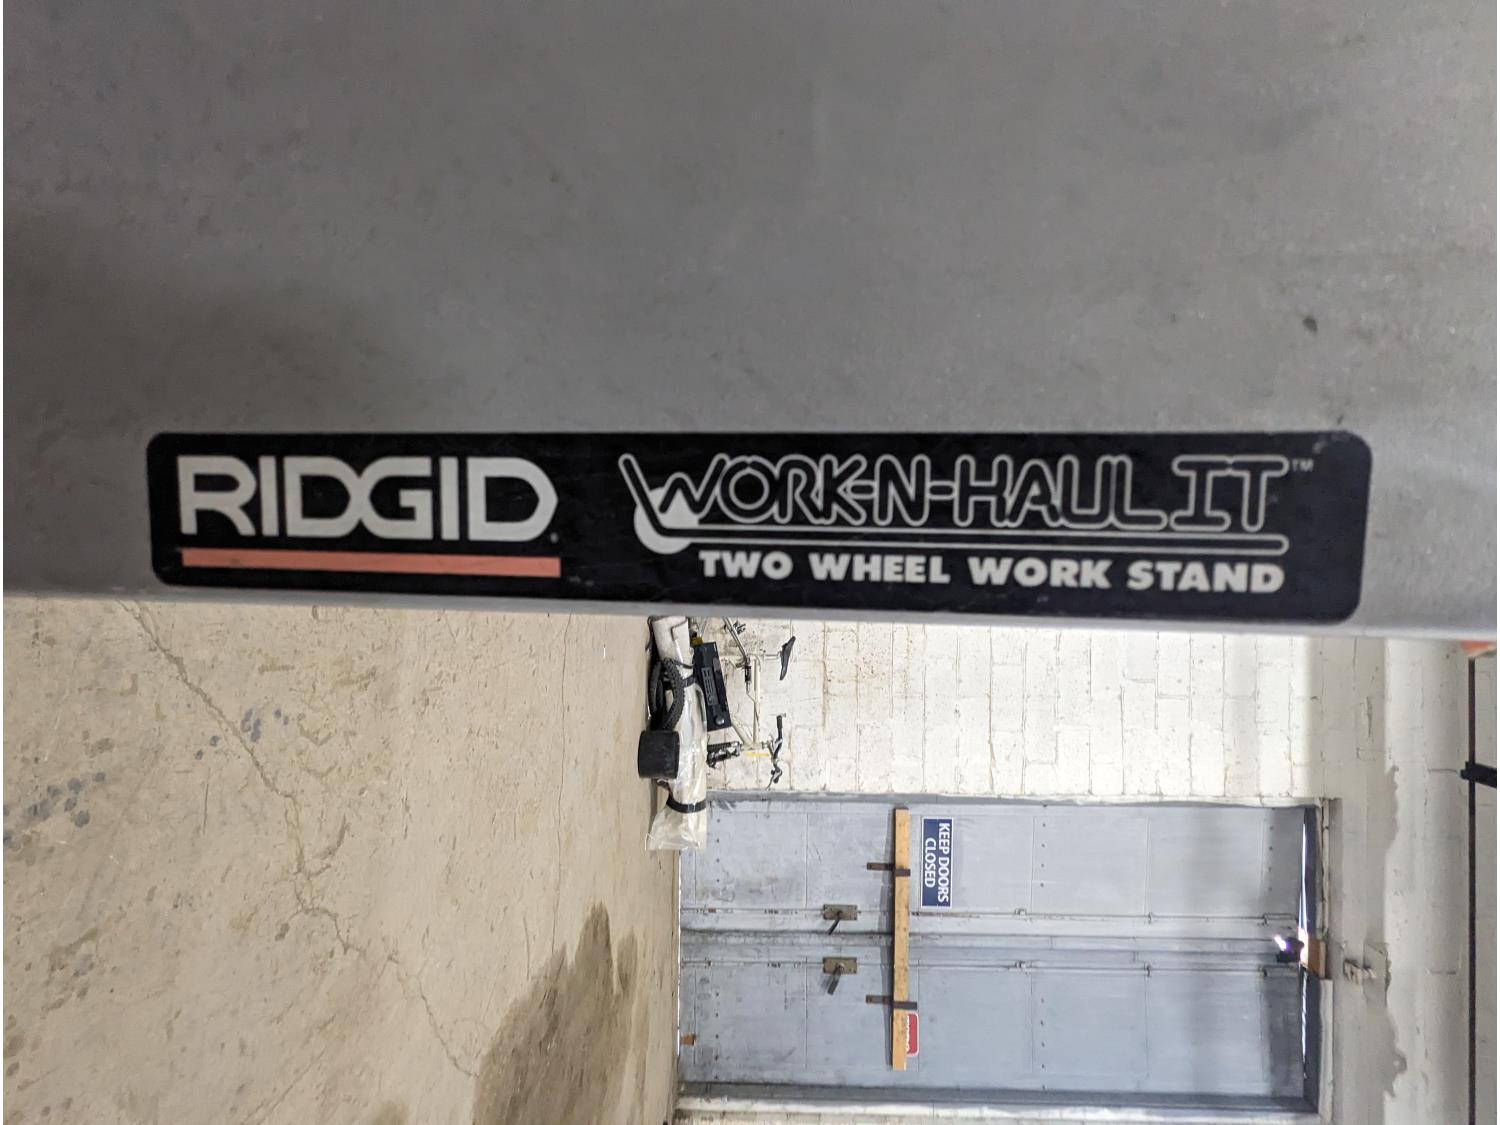 RIDGID®
WORK-N-HAUL IT™
TWO WHEEL WORK STAND
KEEP DOORS
CLOSED